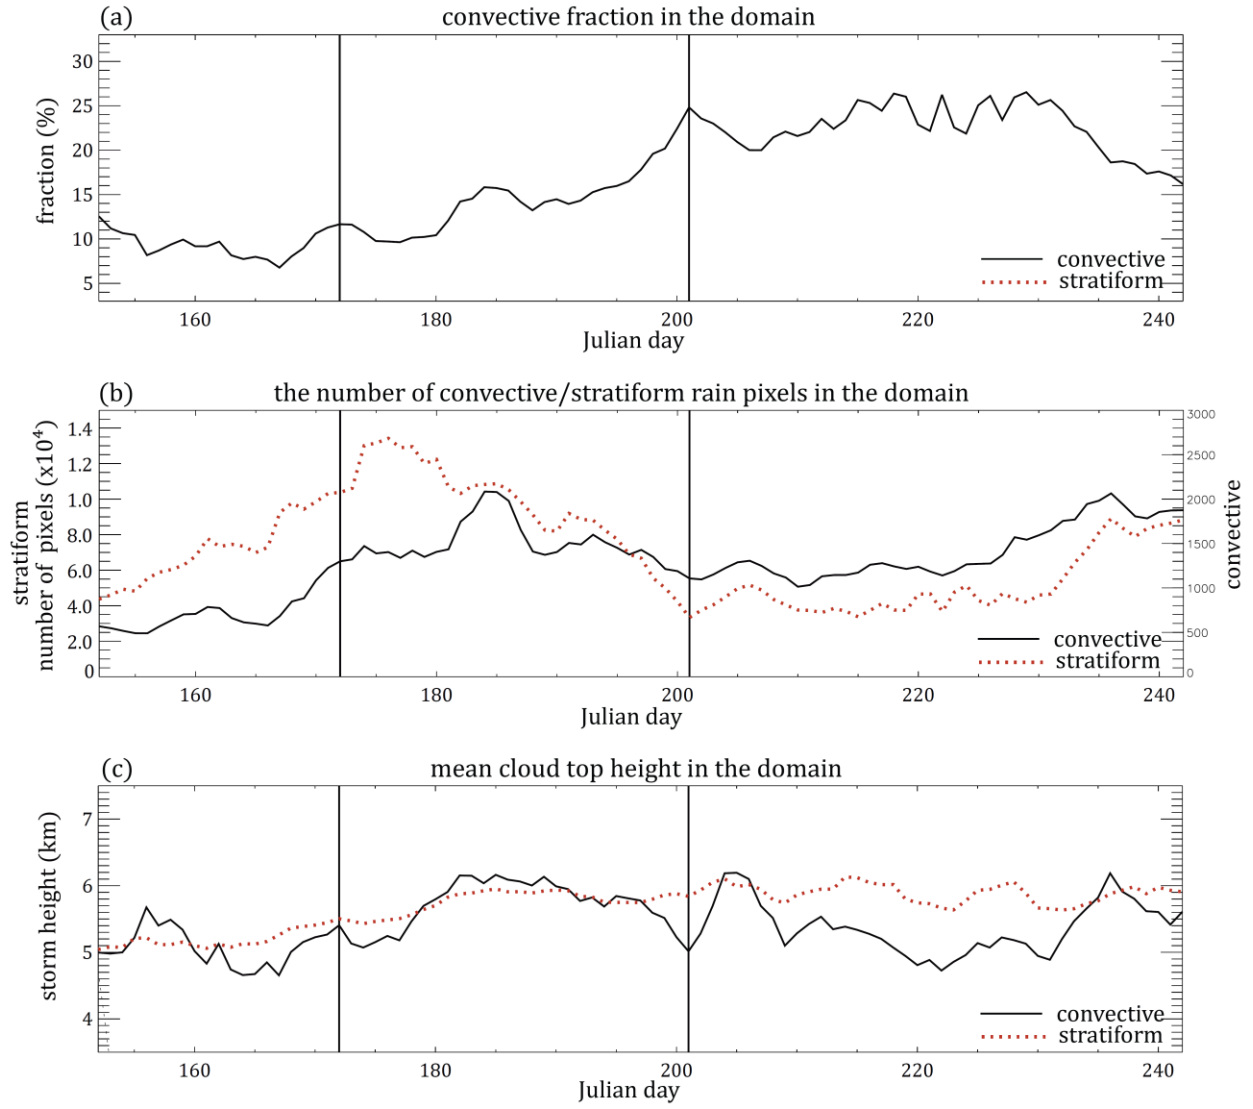 (a) convective fraction in the domain
fraction (%)
30
25
20
15
10
5
convective
stratiform
160 180 200 220 240
Julian day
(b) the number of convective/stratiform rain pixels in the domain
stratiform
number of pixels (x10⁴)
1.4
1.2
1.0
8.0
6.0
4.0
2.0
0
3000
2500
2000
1500
1000
500
0
convective
convective
stratiform
160 180 200 220 240
Julian day
(c) mean cloud top height in the domain
storm height (km)
7
6
5
4
convective
stratiform
160 180 200 220 240
Julian day